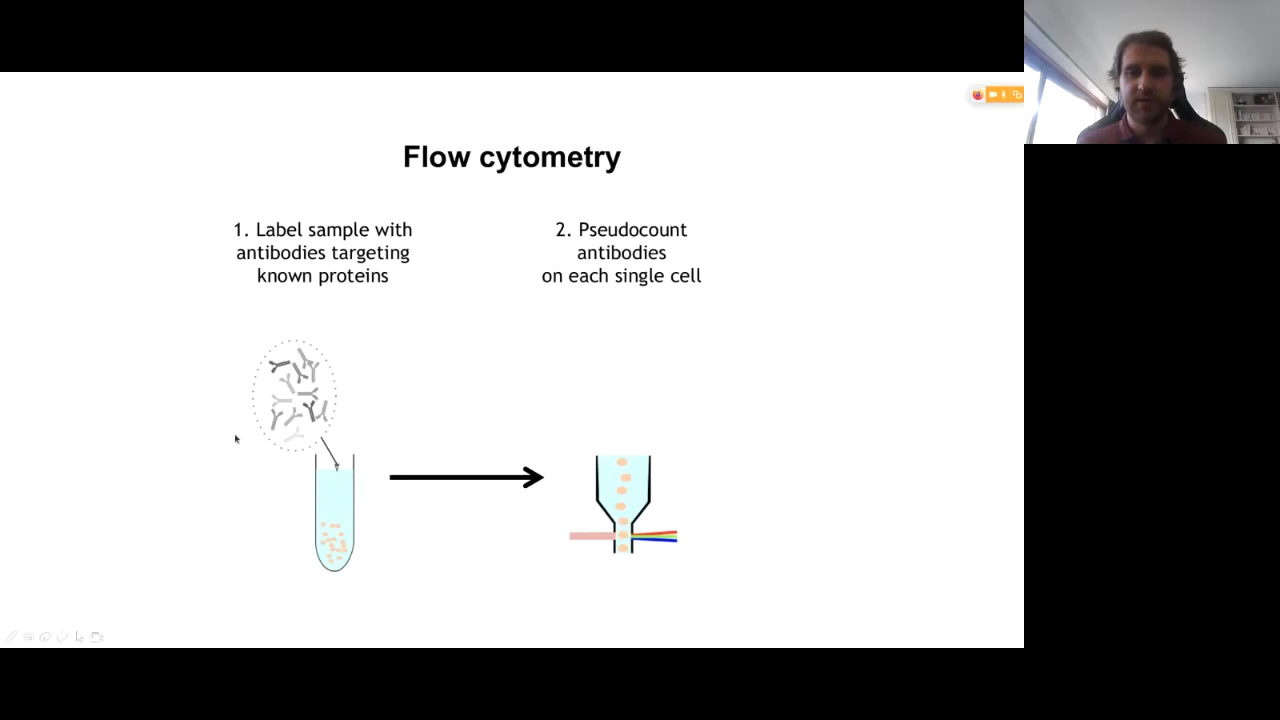 Flow cytometry
1. Label sample with
antibodies targeting
known proteins
2. Pseudocount
antibodies
on each single cell